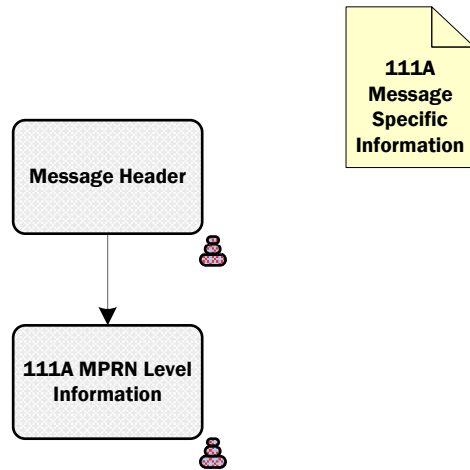 111A
Message
Specific
Information
Message Header
111A MPRN Level
Information